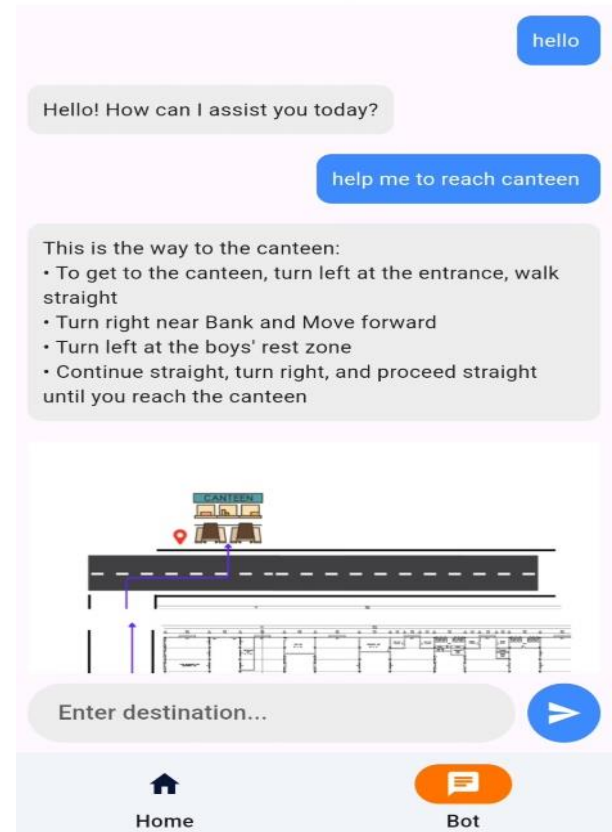 hello
Hello! How can I assist you today?
help me to reach canteen
This is the way to the canteen:
• To get to the canteen, turn left at the entrance, walk
straight
• Turn right near Bank and Move forward
• Turn left at the boys' rest zone
• Continue straight, turn right, and proceed straight
until you reach the canteen
CANTEEN
Enter destination...
Home
Bot